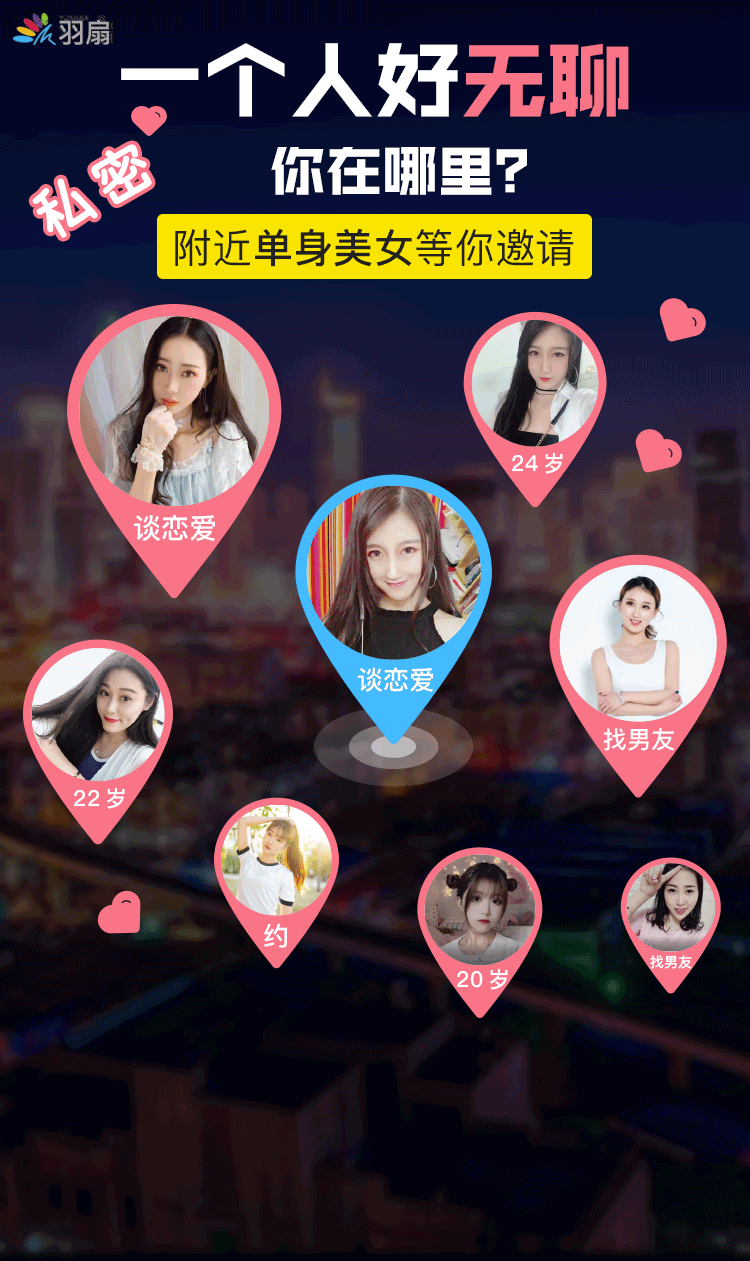 羽扇
一个人好无聊
私密
你在哪里?
附近单身美女等你邀请
24 岁
谈恋爱
谈恋爱
找男友
22 岁
约
20 岁
找男友